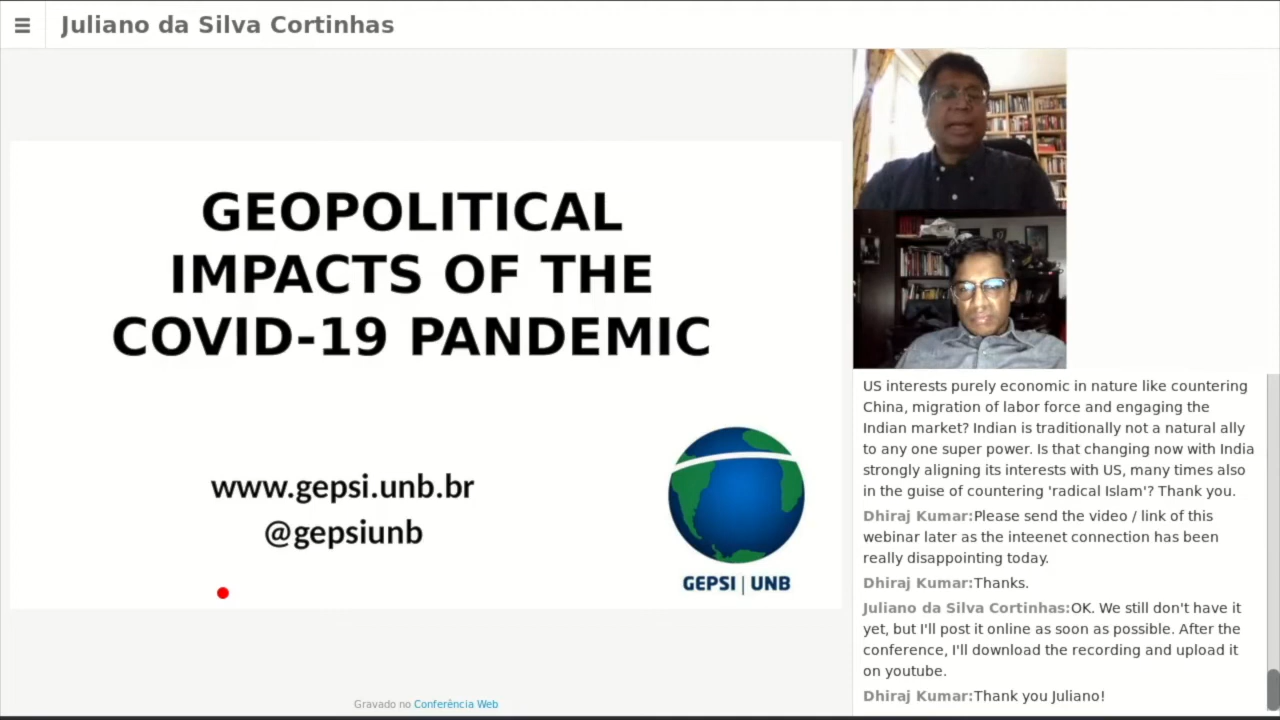 Juliano da Silva Cortinhas
GEOPOLITICAL
IMPACTS OF THE
COVID-19 PANDEMIC
www.gepsi.unb.br
@gepsiunb
GEPSI | UNB
Gravado no Conferência Web
US interests purely economic in nature like countering
China, migration of labor force and engaging the
Indian market? Indian is traditionally not a natural ally
to any one super power. Is that changing now with India
strongly aligning its interests with US, many times also
in the guise of countering 'radical Islam'? Thank you.
Dhiraj Kumar:Please send the video / link of this
webinar later as the inteenet connection has been
really disappointing today.
Dhiraj Kumar:Thanks.
Juliano da Silva Cortinhas:OK. We still don't have it
yet, but I'll post it online as soon as possible. After the
conference, I'll download the recording and upload it
on youtube.
Dhiraj Kumar:Thank you Juliano!